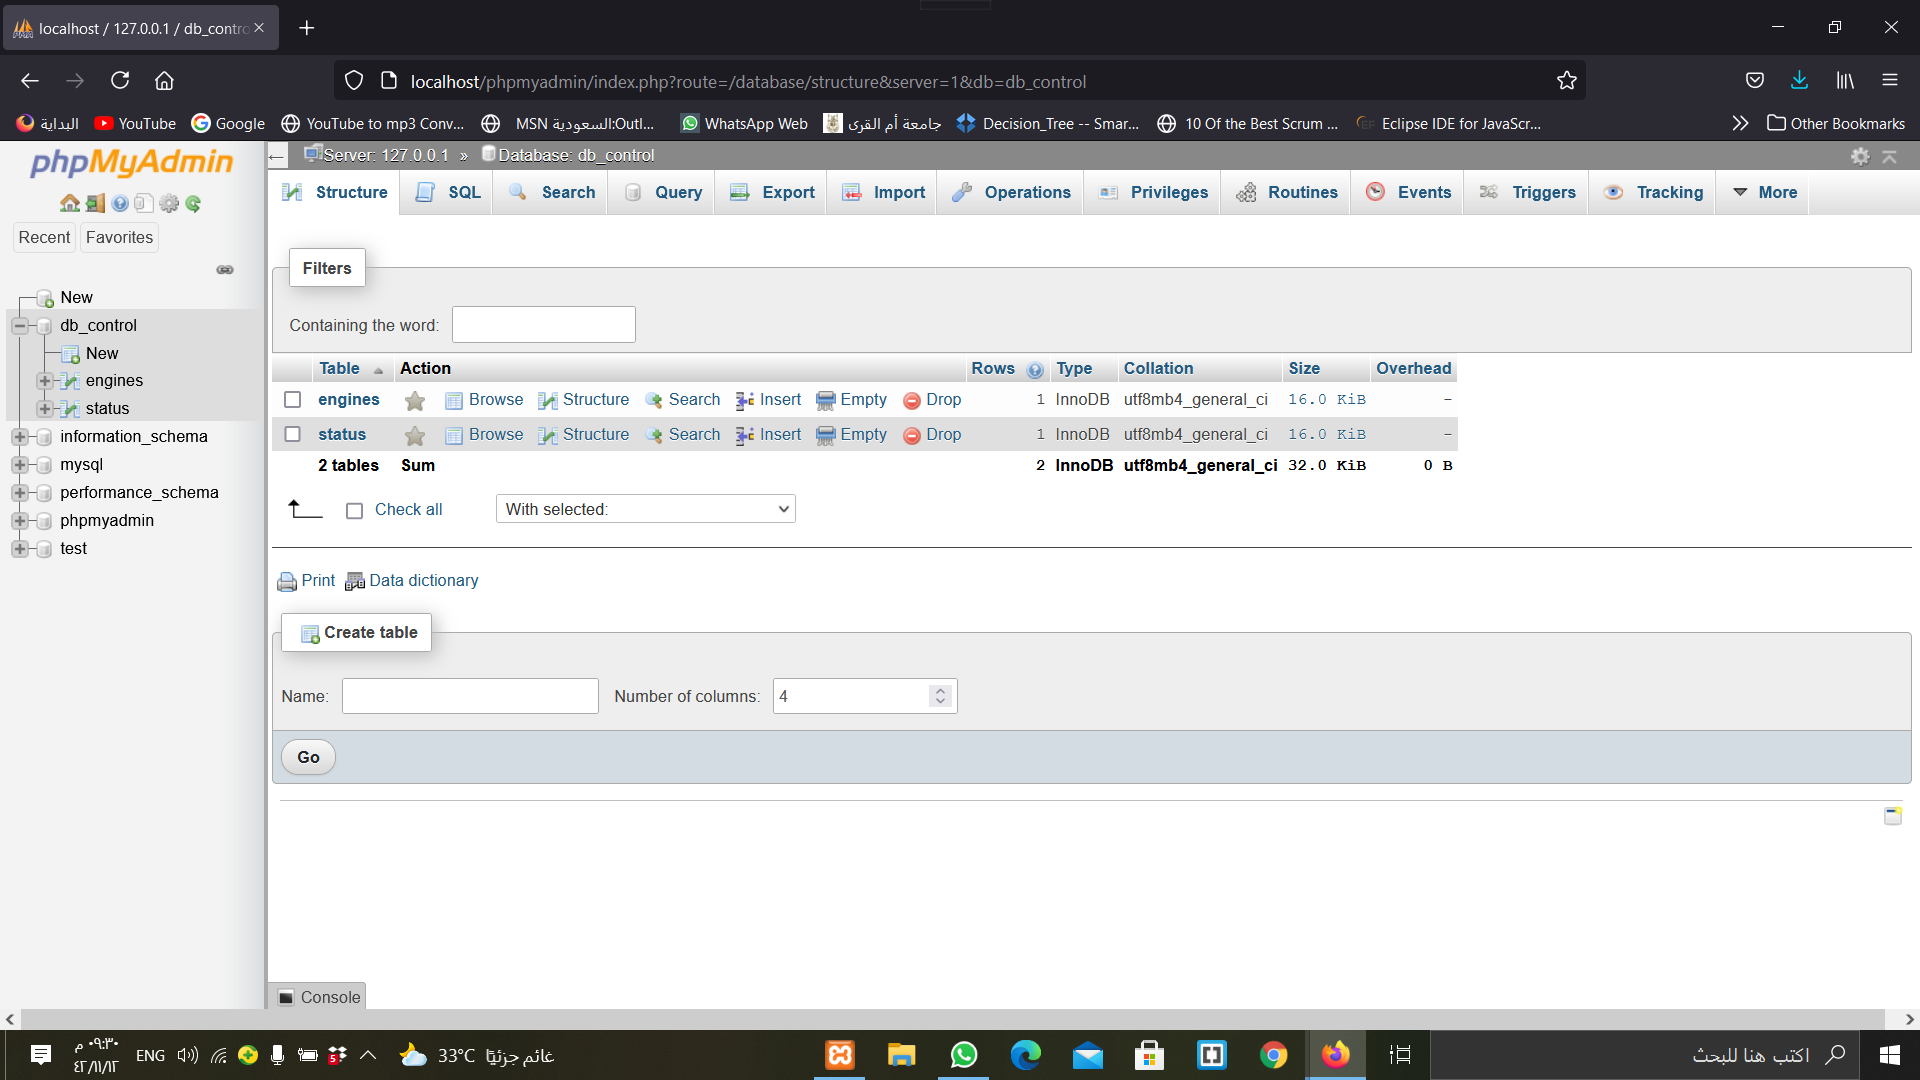 localhost / 127.0.0.1 / db_contro
localhost/phpmyadmin/index.php?route=/database/structure&server=1&db=db_control
البداية
YouTube
Google
YouTube to mp3 Conv...
MSN السعودية:Outl...
WhatsApp Web
جامعة أم القرى
Decision_Tree -- Smar...
10 Of the Best Scrum ...
Eclipse IDE for JavaScr...
Other Bookmarks
phpMyAdmin
Recent
Favorites
New
db_control
New
engines
status
information_schema
mysql
performance_schema
phpmyadmin
test
Server: 127.0.0.1 » Database: db_control
Structure
SQL
Search
Query
Export
Import
Operations
Privileges
Routines
Events
Triggers
Tracking
More
Filters
Containing the word:
Table Action Rows Type Collation Size Overhead
engines Browse Structure Search Insert Empty Drop 1 InnoDB utf8mb4_general_ci 16.0 KiB -
status Browse Structure Search Insert Empty Drop 1 InnoDB utf8mb4_general_ci 16.0 KiB -
2 tables Sum 2 InnoDB utf8mb4_general_ci 32.0 KiB 0 B
Check all
With selected:
Print
Data dictionary
Create table
Name:
Number of columns: 4
Go
Console
٠٩:٣٠ م
٤٢/١١/١٢
ENG
5
33°C غائم جزئيًا
اكتب هنا للبحث